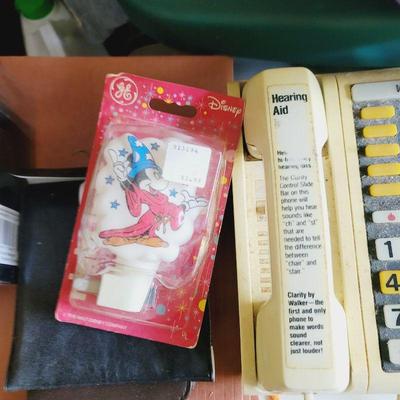 GE
Disney
Hearing
Aid
The Clarity
Control Slide
Bar on this
phone will
help you hear
sounds like
"ch" and "st"
that are
needed to tell
the difference
between
"chair" and
"stair."
Clarity by
Walker—the
first and only
phone to make
words sound
clearer, not
just louder!
1
4
7